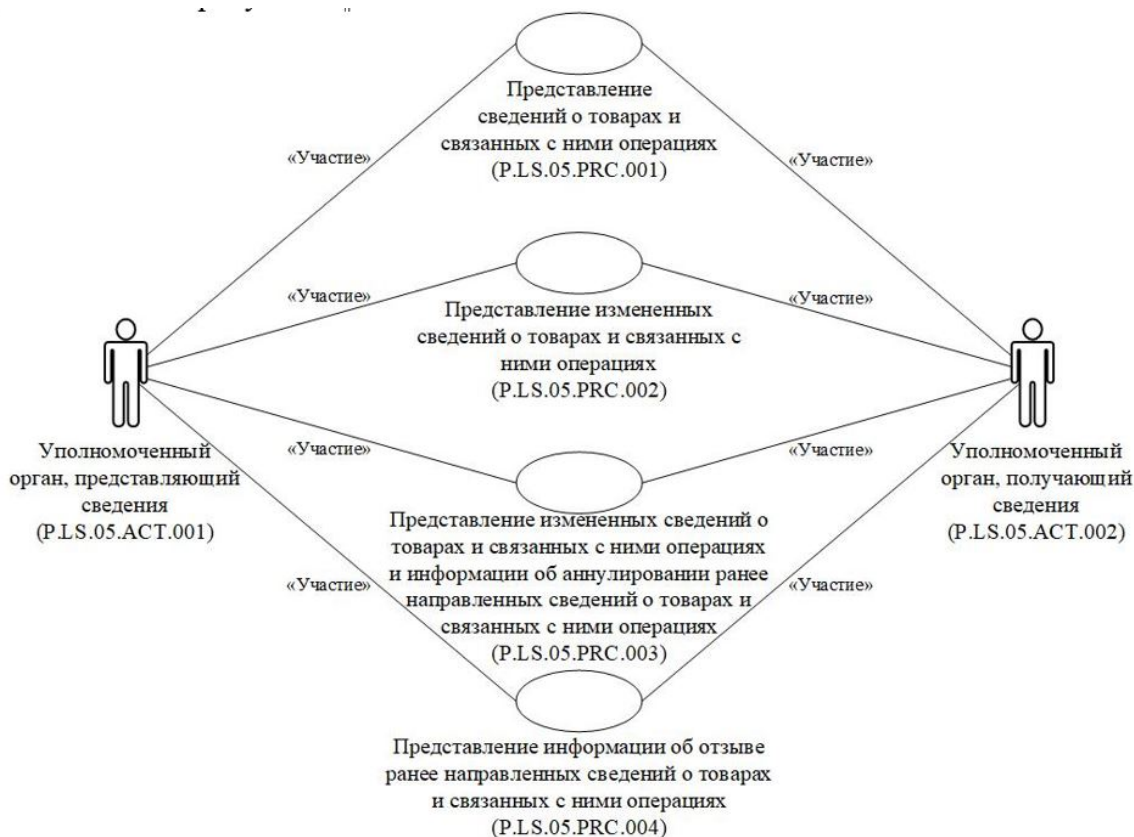 Представление
сведений о товарах и
связанных с ними операциях
(P.LS.05.PRC.001)
«Участие»
«Участие»
Представление измененных
сведений о товарах и связанных с
ними операциях
(P.LS.05.PRC.002)
«Участие»
«Участие»
Уполномоченный
орган, представляющий
сведения
(P.LS.05.ACT.001)
Уполномоченный
орган, получающий
сведения
(P.LS.05.ACT.002)
«Участие»
«Участие»
Представление измененных сведений о
товарах и связанных с ними операциях
и информации об аннулировании ранее
направленных сведений о товарах и
связанных с ними операциях
(P.LS.05.PRC.003)
«Участие»
«Участие»
Представление информации об отзыве
ранее направленных сведений о товарах
и связанных с ними операциях
(P.LS.05.PRC.004)